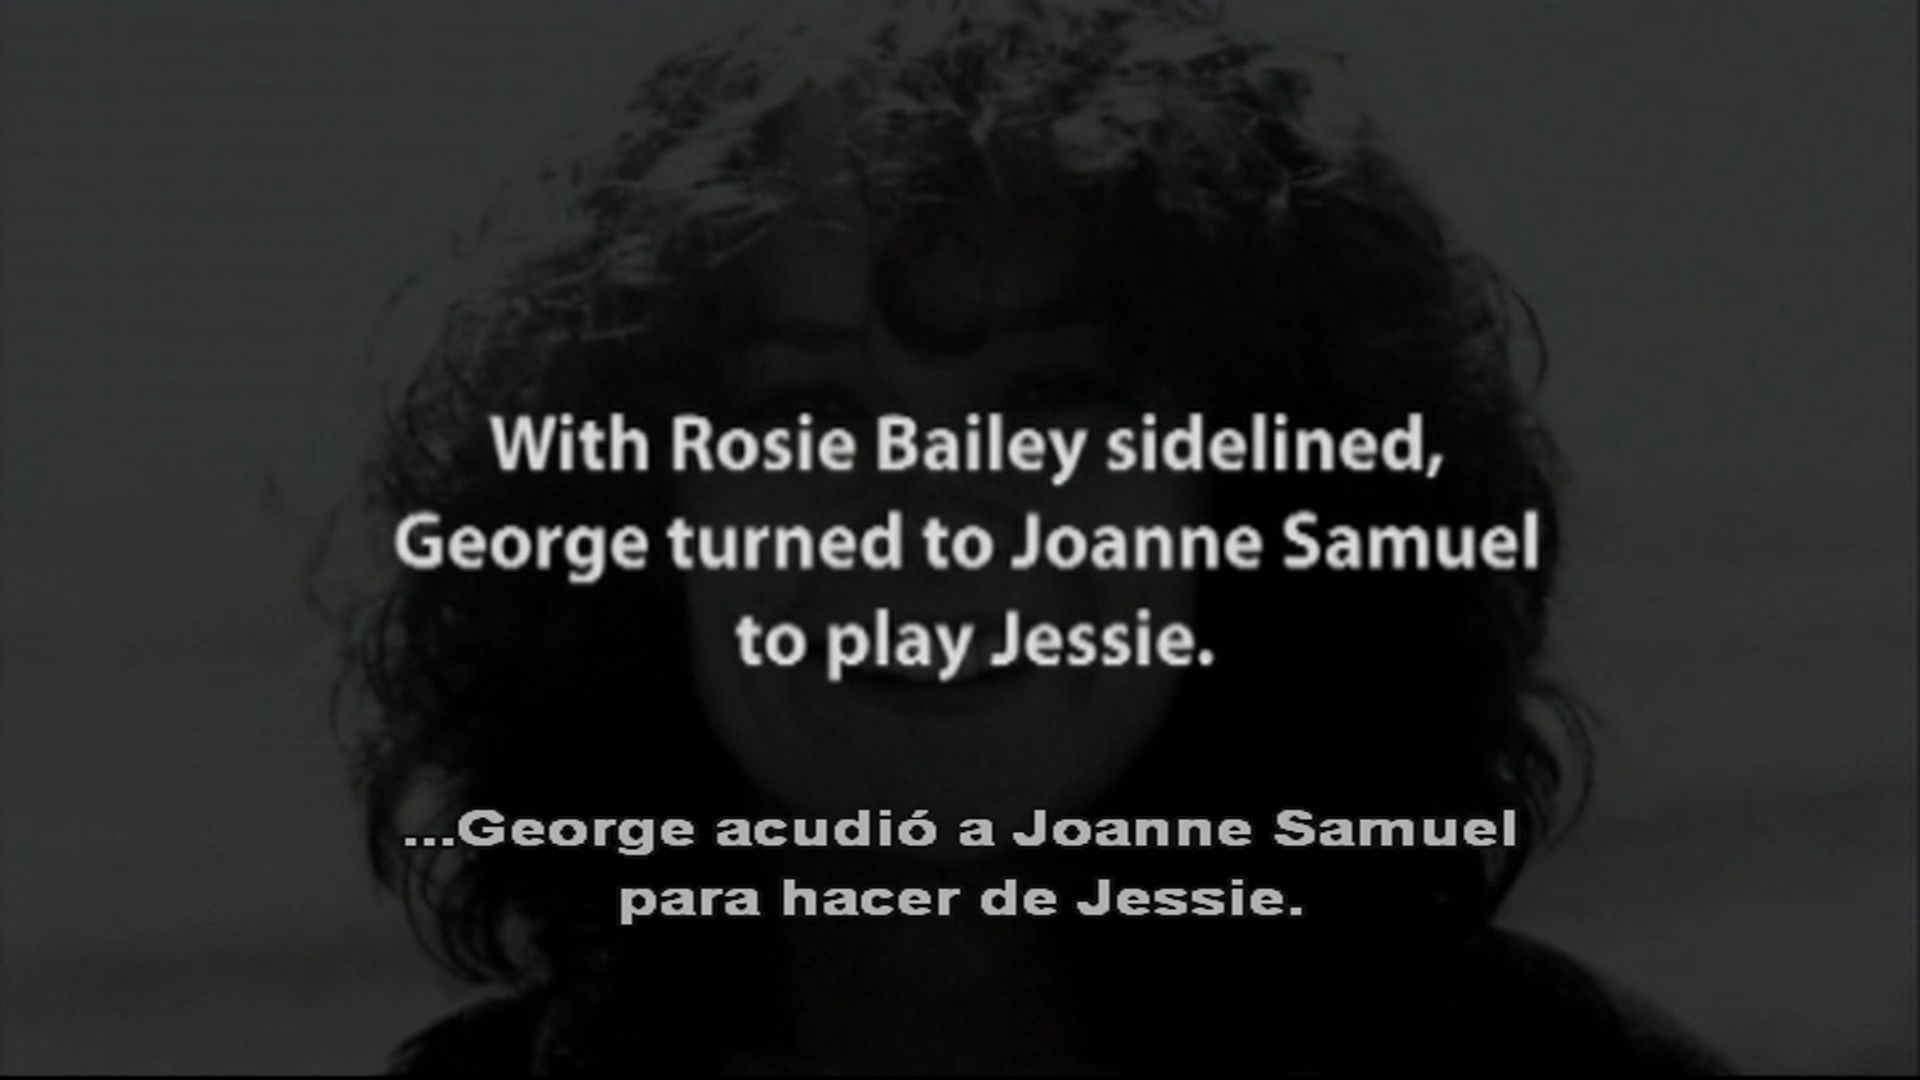 With Rosie Bailey sidelined,
George turned to Joanne Samuel
to play Jessie.
...George acudió a Joanne Samuel
para hacer de Jessie.